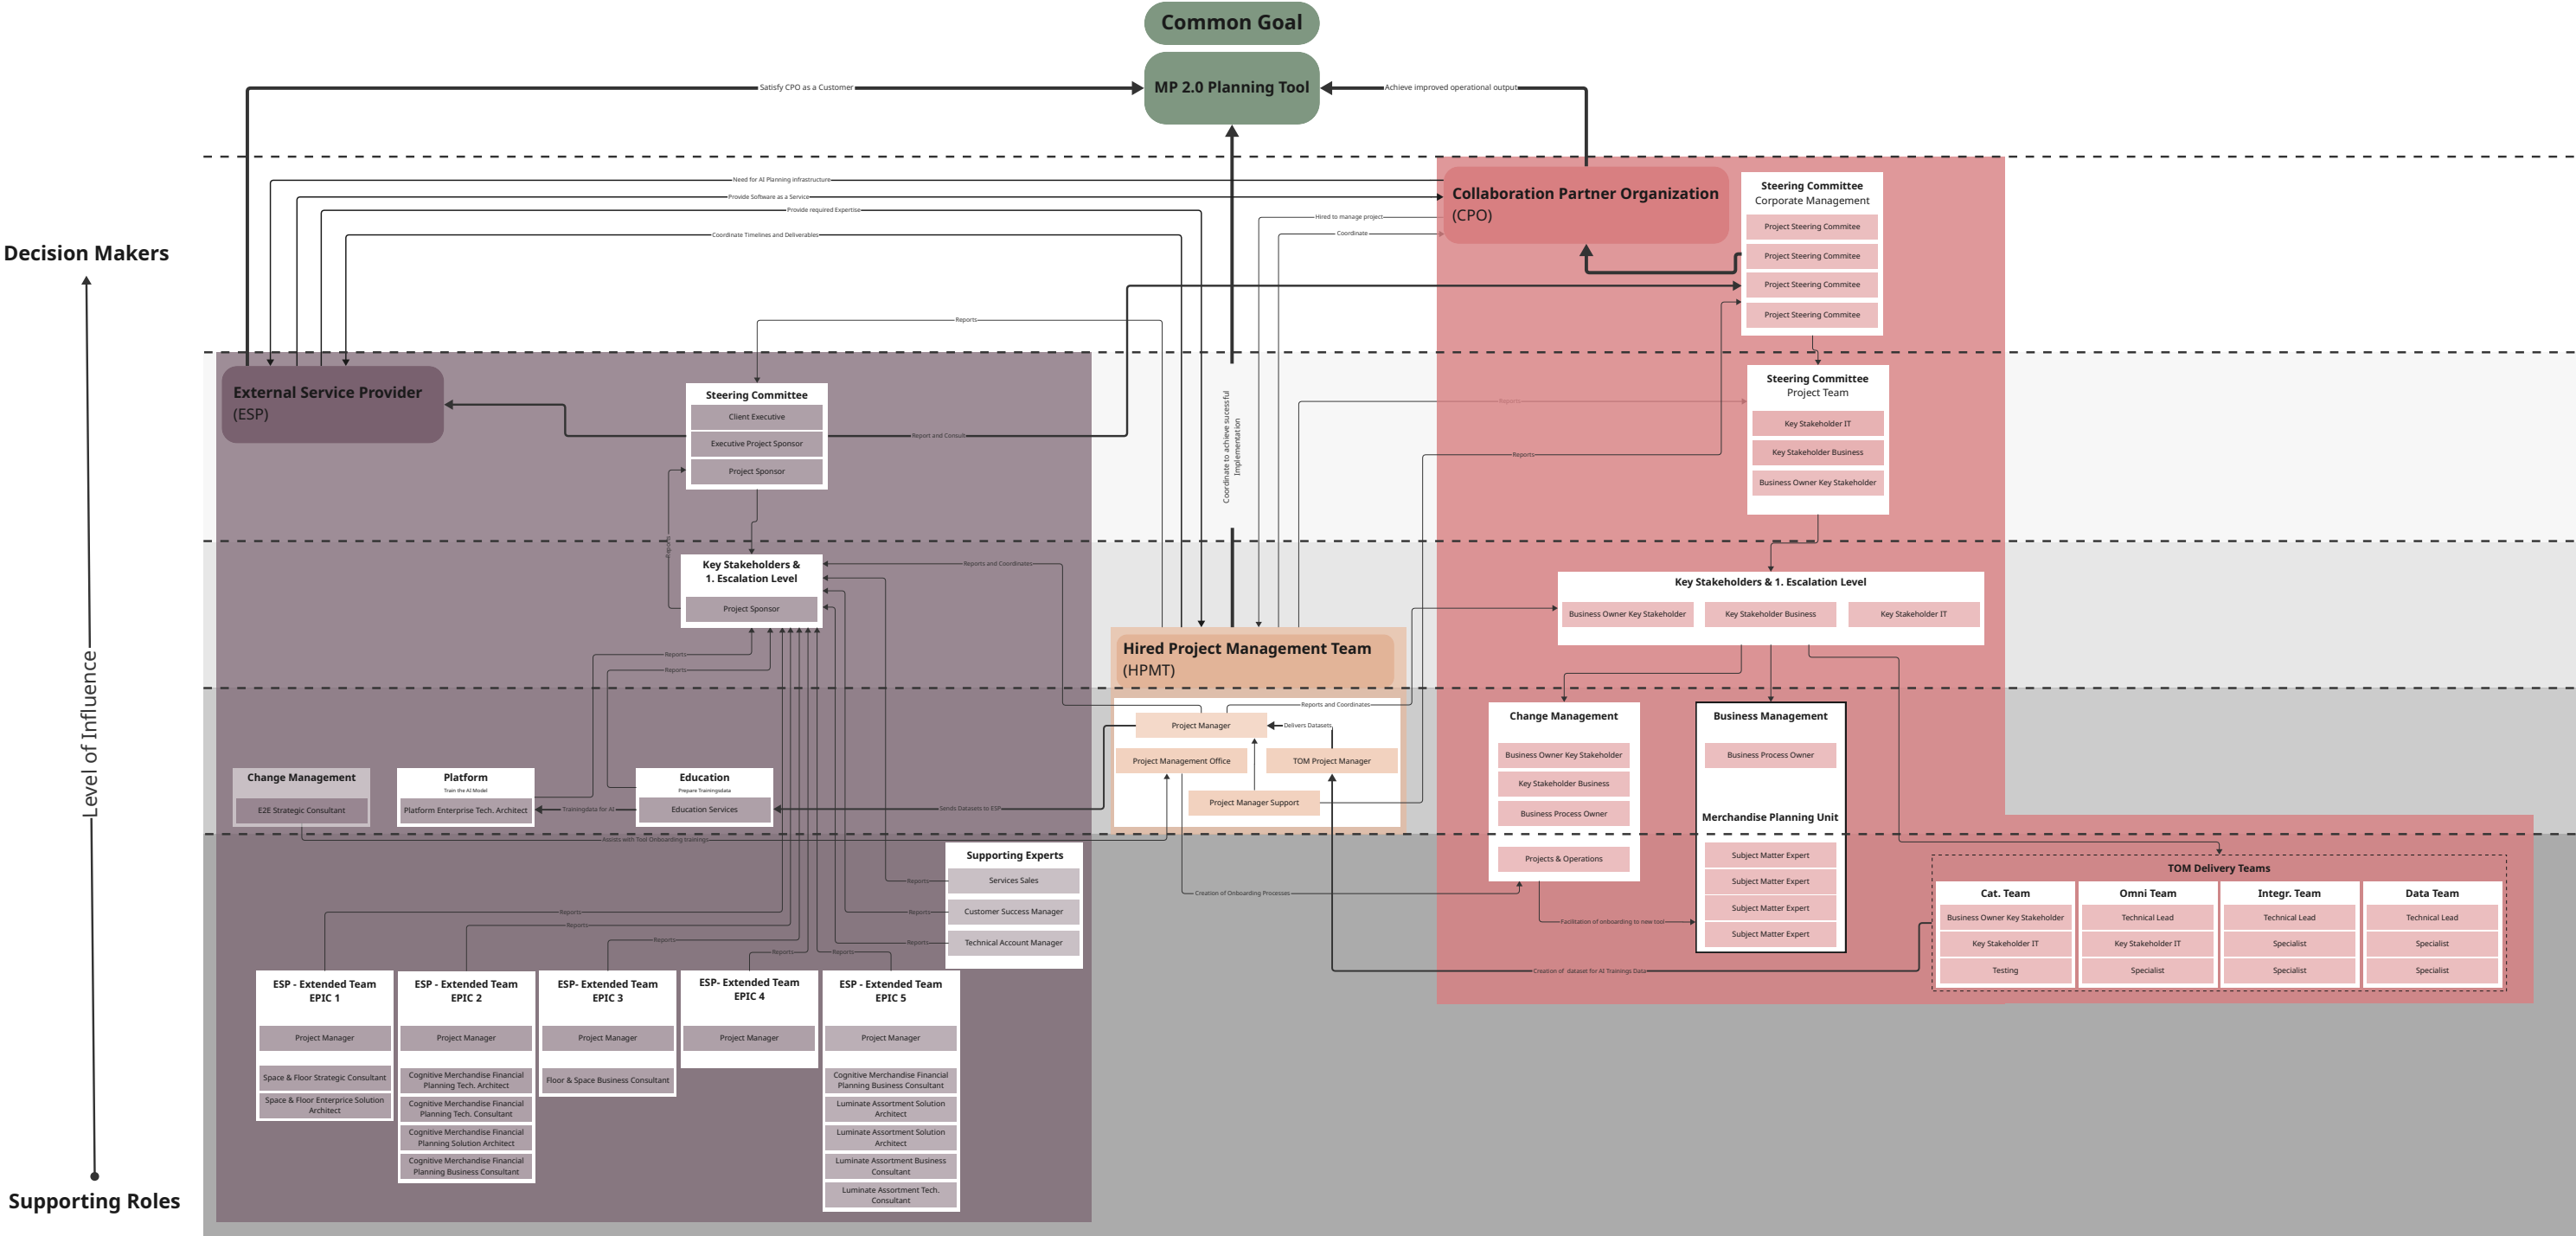 Common Goal
MP 2.0 Planning Tool
Satisfy CPO as a Customer
Achieve improved operational output
Need for AI Planning infrastructure
Provide Software as a Service
Provide required Expertise
Coordinate Timelines and Deliverables
Hired to manage project
Coordinate
Collaboration Partner Organization
(CPO)
Steering Committee
Corporate Management
Project Steering Commitee
Project Steering Commitee
Project Steering Commitee
Project Steering Commitee
Decision Makers
Level of Influence
Supporting Roles
Reports
External Service Provider
(ESP)
Steering Committee
Client Executive
Executive Project Sponsor
Project Sponsor
Report and Consults
Coordinate to achieve sucessful
Implementation
Reports
Reports
Steering Committee
Project Team
Key Stakeholder IT
Key Stakeholder Business
Business Owner Key Stakeholder
Reports
Key Stakeholders &
1. Escalation Level
Project Sponsor
Reports and Coordinates
Key Stakeholders & 1. Escalation Level
Business Owner Key Stakeholder
Key Stakeholder Business
Key Stakeholder IT
Reports
Reports
Hired Project Management Team
(HPMT)
Reports and Coordinates
Project Manager
Delivers Datasets
Project Management Office
TOM Project Manager
Project Manager Support
Change Management
Business Owner Key Stakeholder
Key Stakeholder Business
Business Process Owner
Projects & Operations
Business Management
Business Process Owner
Merchandise Planning Unit
Subject Matter Expert
Subject Matter Expert
Subject Matter Expert
Subject Matter Expert
Change Management
E2E Strategic Consultant
Platform
Train the AI Model
Platform Enterprise Tech. Architect
Trainingdata for AI
Education
Prepare Trainingsdata
Education Services
Sends Datasets to ESP
Assists with Tool Onboarding trainings
Supporting Experts
Services Sales
Customer Success Manager
Technical Account Manager
Reports
Reports
Reports
Creation of Onboarding Processes
Facilitation of onboarding to new tool
Creation of dataset for AI Trainings Data
TOM Delivery Teams
Cat. Team
Business Owner Key Stakeholder
Key Stakeholder IT
Testing
Omni Team
Technical Lead
Key Stakeholder IT
Specialist
Integr. Team
Technical Lead
Specialist
Specialist
Data Team
Technical Lead
Specialist
Specialist
Reports
Reports
Reports
Reports
Reports
ESP - Extended Team
EPIC 1
Project Manager
Space & Floor Strategic Consultant
Space & Floor Enterprice Solution
Architect
ESP - Extended Team
EPIC 2
Project Manager
Cognitive Merchandise Financial
Planning Tech. Architect
Cognitive Merchandise Financial
Planning Tech. Consultant
Cognitive Merchandise Financial
Planning Solution Architect
Cognitive Merchandise Financial
Planning Business Consultant
ESP- Extended Team
EPIC 3
Project Manager
Floor & Space Business Consultant
ESP- Extended Team
EPIC 4
Project Manager
ESP - Extended Team
EPIC 5
Project Manager
Cognitive Merchandise Financial
Planning Business Consultant
Luminate Assortment Solution
Architect
Luminate Assortment Solution
Architect
Luminate Assortment Business
Consultant
Luminate Assortment Tech.
Consultant